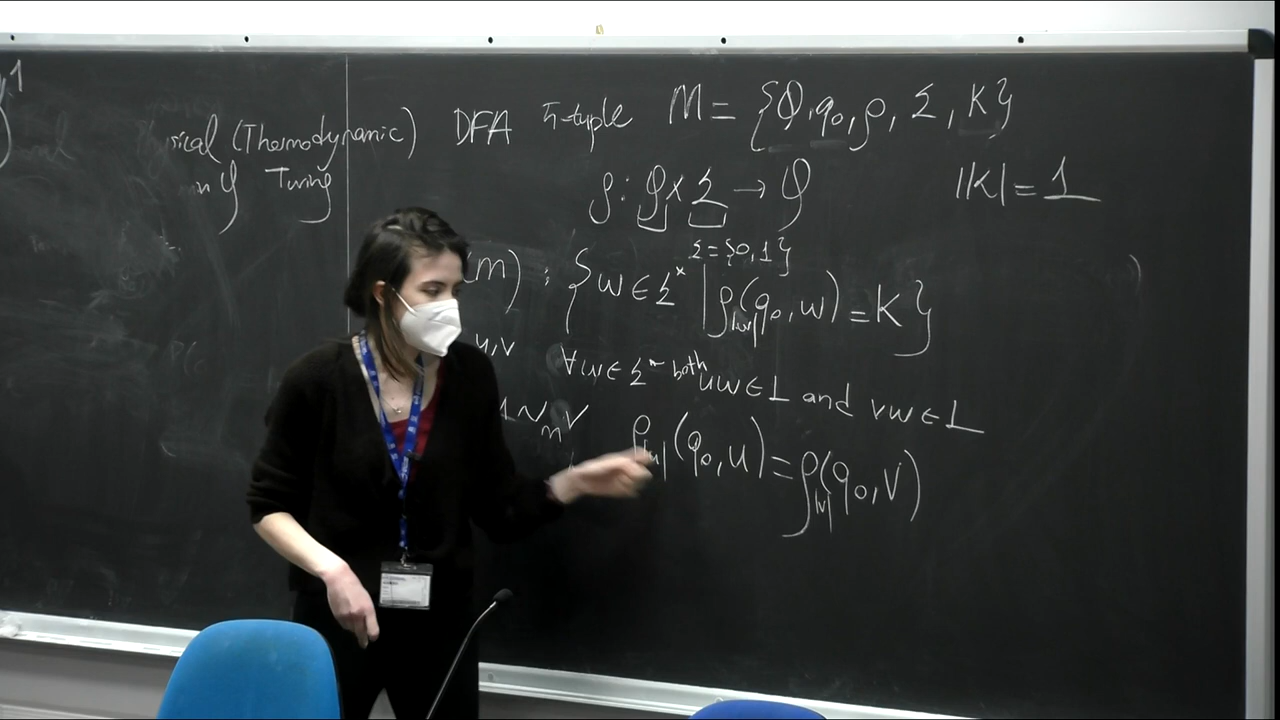 (Thermodynamic)
Turing
DFA 5-tuple M = {Q, q₀, ρ, Σ, K}
ρ: Q × Σ → Q |K| = 1
Σ = {0,1}
(m) : {w ∈ Σ* | ρ|w|(q₀, w) = K}
u,v ∀w ∈ Σ^m both uw ∈ L and vw ∈ L
~m v ρ|u|(q₀, u) = ρ|v|(q₀, v)